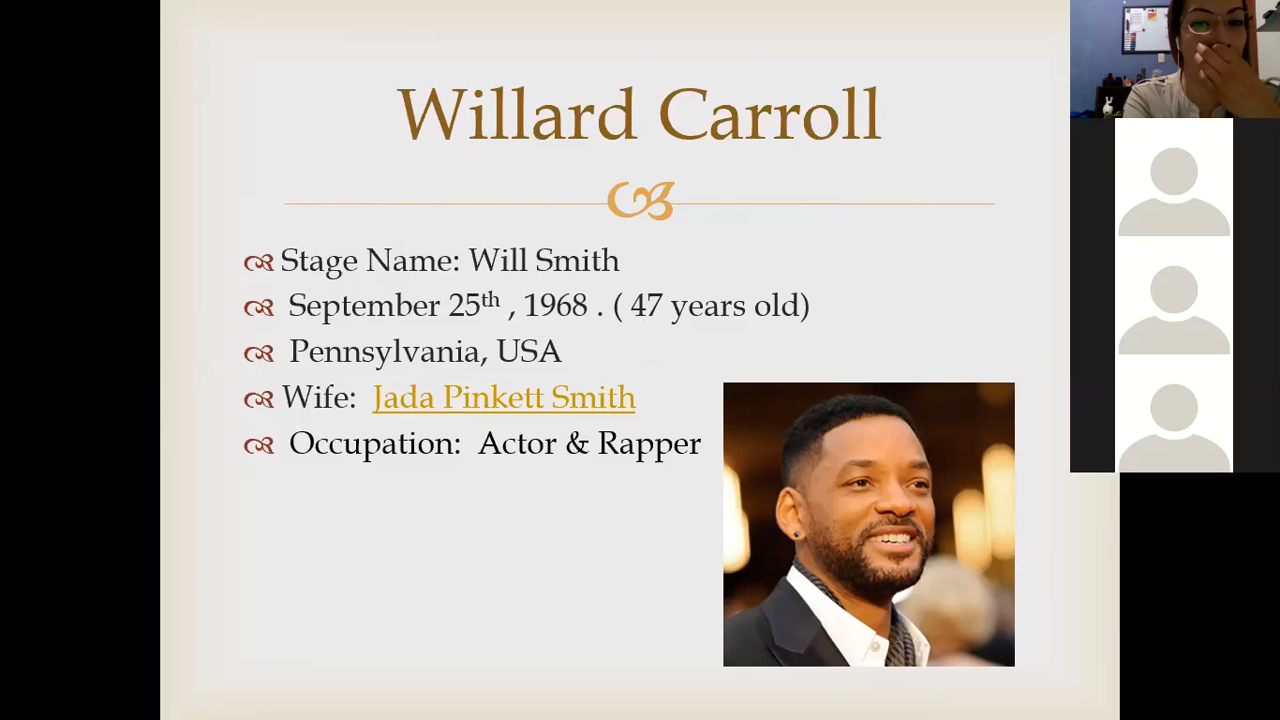 Willard Carroll
Stage Name: Will Smith
September 25th , 1968 . ( 47 years old)
Pennsylvania, USA
Wife: Jada Pinkett Smith
Occupation: Actor & Rapper